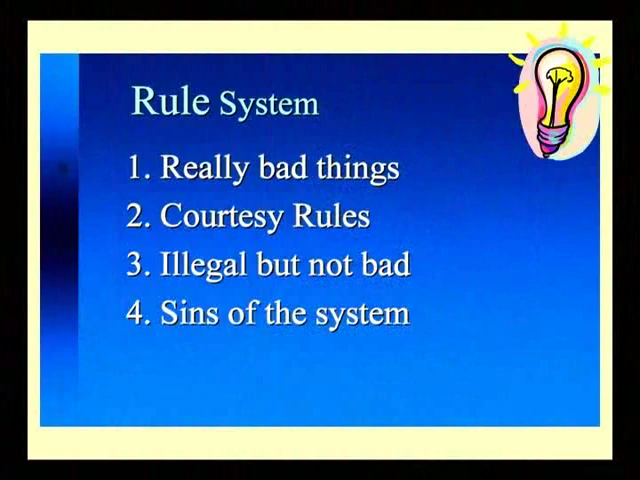 Rule System
1. Really bad things
2. Courtesy Rules
3. Illegal but not bad
4. Sins of the system